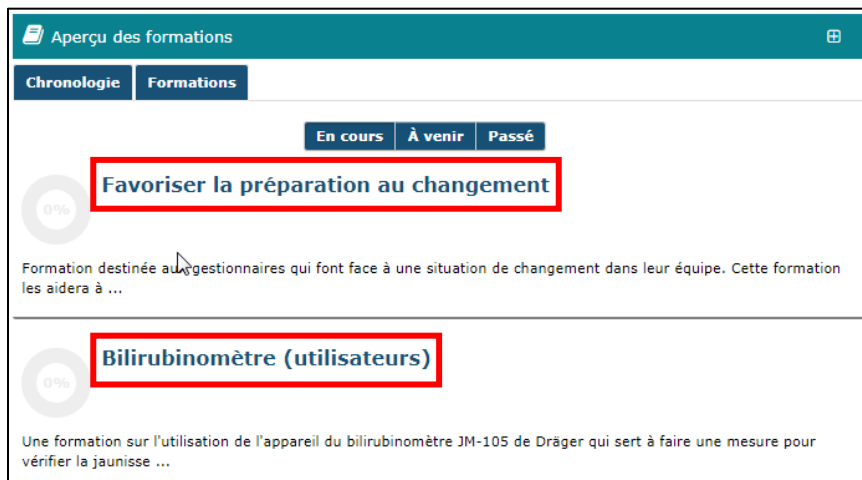 Aperçu des formations
Chronologie Formations
En cours À venir Passé
Favoriser la préparation au changement
0%
Formation destinée aux gestionnaires qui font face à une situation de changement dans leur équipe. Cette formation
les aidera à ...
Bilirubinomètre (utilisateurs)
0%
Une formation sur l'utilisation de l'appareil du bilirubinomètre JM-105 de Dräger qui sert à faire une mesure pour
vérifier la jaunisse ...